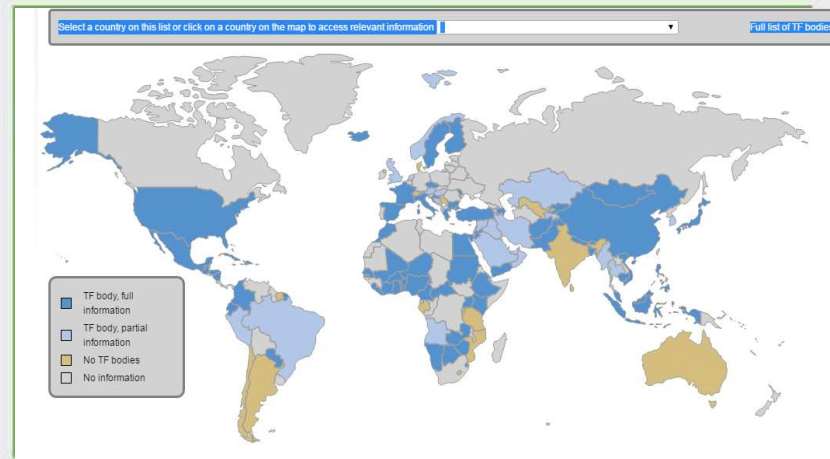 Select a country on this list or click on a country on the map to access relevant information
Full list of TF bodies
TF body, full
information
TF body, partial
information
No TF bodies
No information